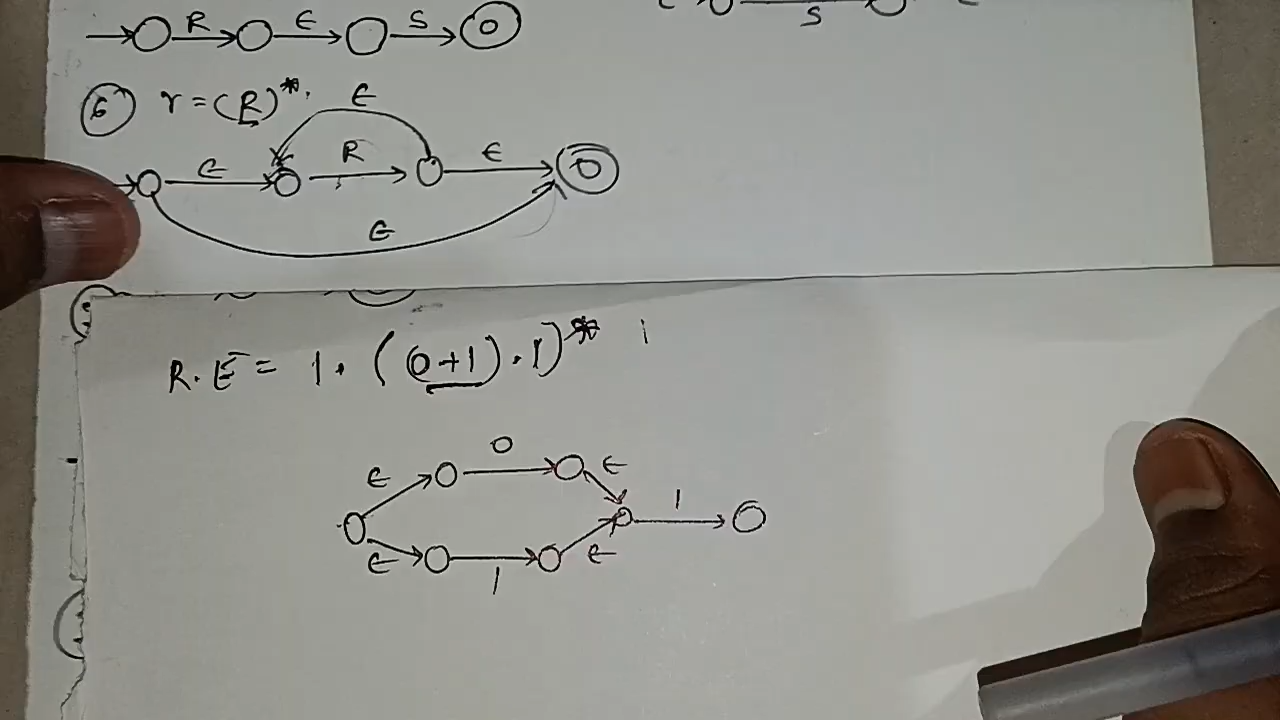 R ϵ S
S
6 r = (R)*.
ϵ
ϵ R ϵ
ϵ
R.E = 1. ( (0+1) . 1)*
0
ϵ ϵ
1
ϵ ϵ
1